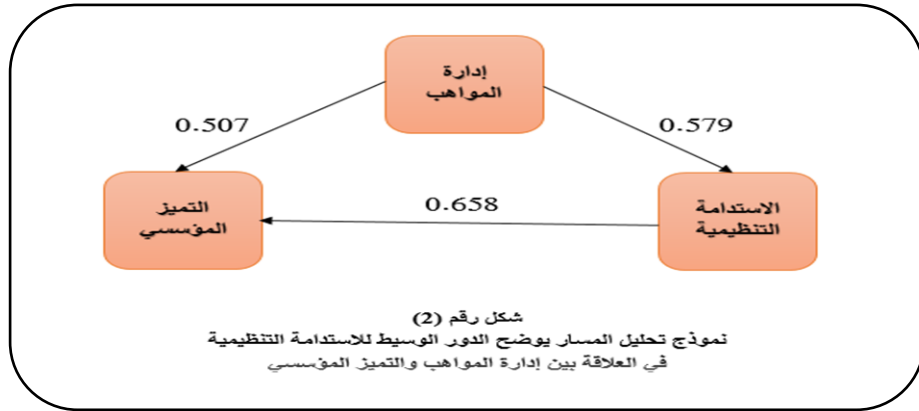 إدارة
المواهب
0.507
0.579
التميز
المؤسسي
0.658
الاستدامة
التنظيمية
شكل رقم (2)
نموذج تحليل المسار يوضح الدور الوسيط للاستدامة التنظيمية
في العلاقة بين إدارة المواهب والتميز المؤسسي